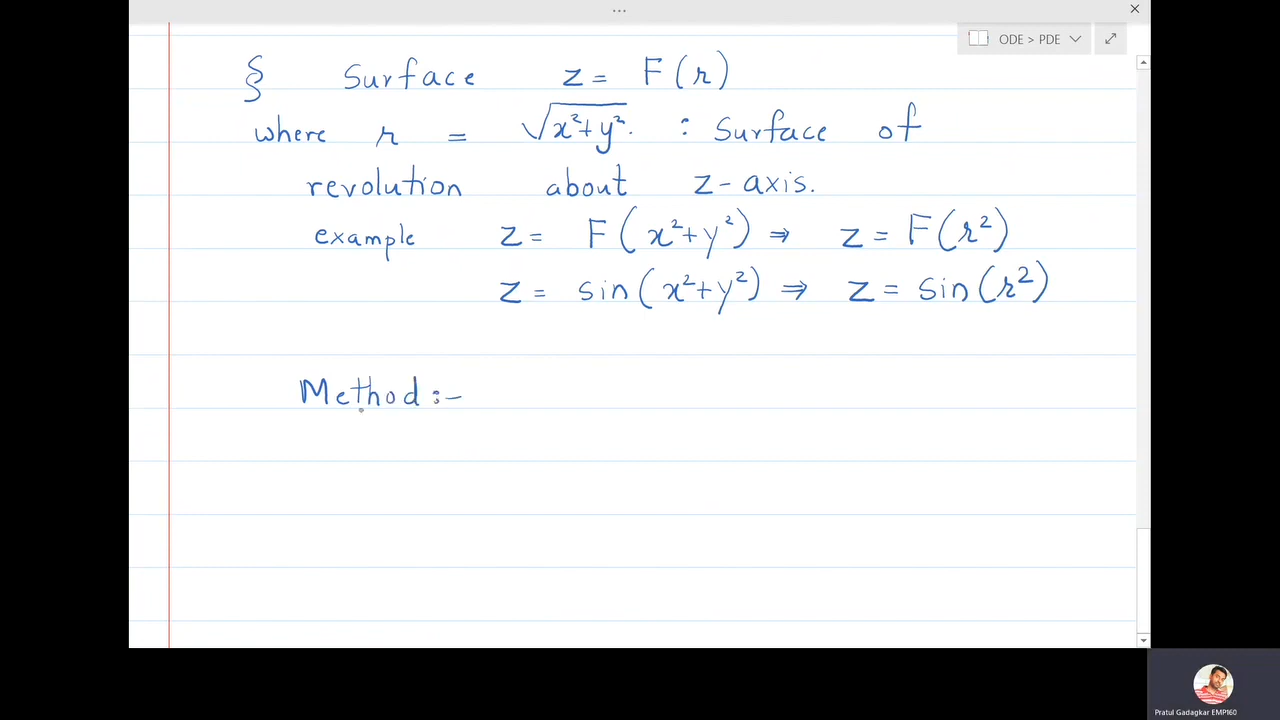 ODE > PDE
§ Surface z = F(r)
where r = √x²+y². : Surface of
revolution about z-axis.
example z = F(x²+y²) ⇒ z = F(r²)
z = sin(x²+y²) ⇒ z = sin(r²)
Method :-
Pratul Gadagkar EMP160